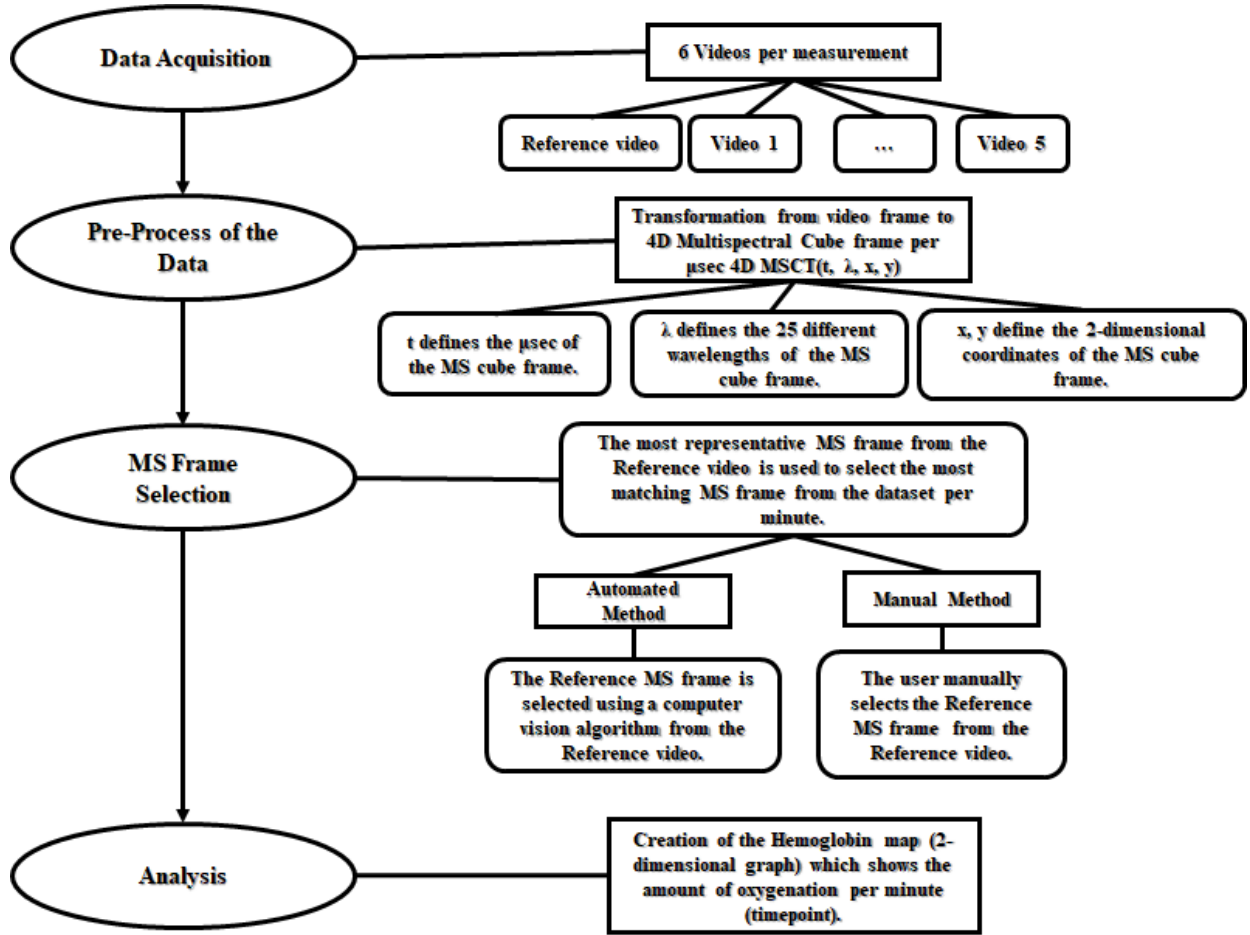 Data Acquisition
6 Videos per measurement
Reference video
Video 1
...
Video 5
Pre-Process of the
Data
Transformation from video frame to
4D Multispectral Cube frame per
μsec 4D MSCT(t, λ, x, y)
t defines the μsec of
the MS cube frame.
λ defines the 25 different
wavelengths of the MS
cube frame.
x, y define the 2-dimensional
coordinates of the MS cube
frame.
MS Frame
Selection
The most representative MS frame from the
Reference video is used to select the most
matching MS frame from the dataset per
minute.
Automated
Method
Manual Method
The Reference MS frame is
selected using a computer
vision algorithm from the
Reference video.
The user manually
selects the Reference
MS frame from the
Reference video.
Analysis
Creation of the Hemoglobin map (2-
dimensional graph) which shows the
amount of oxygenation per minute
(timepoint).